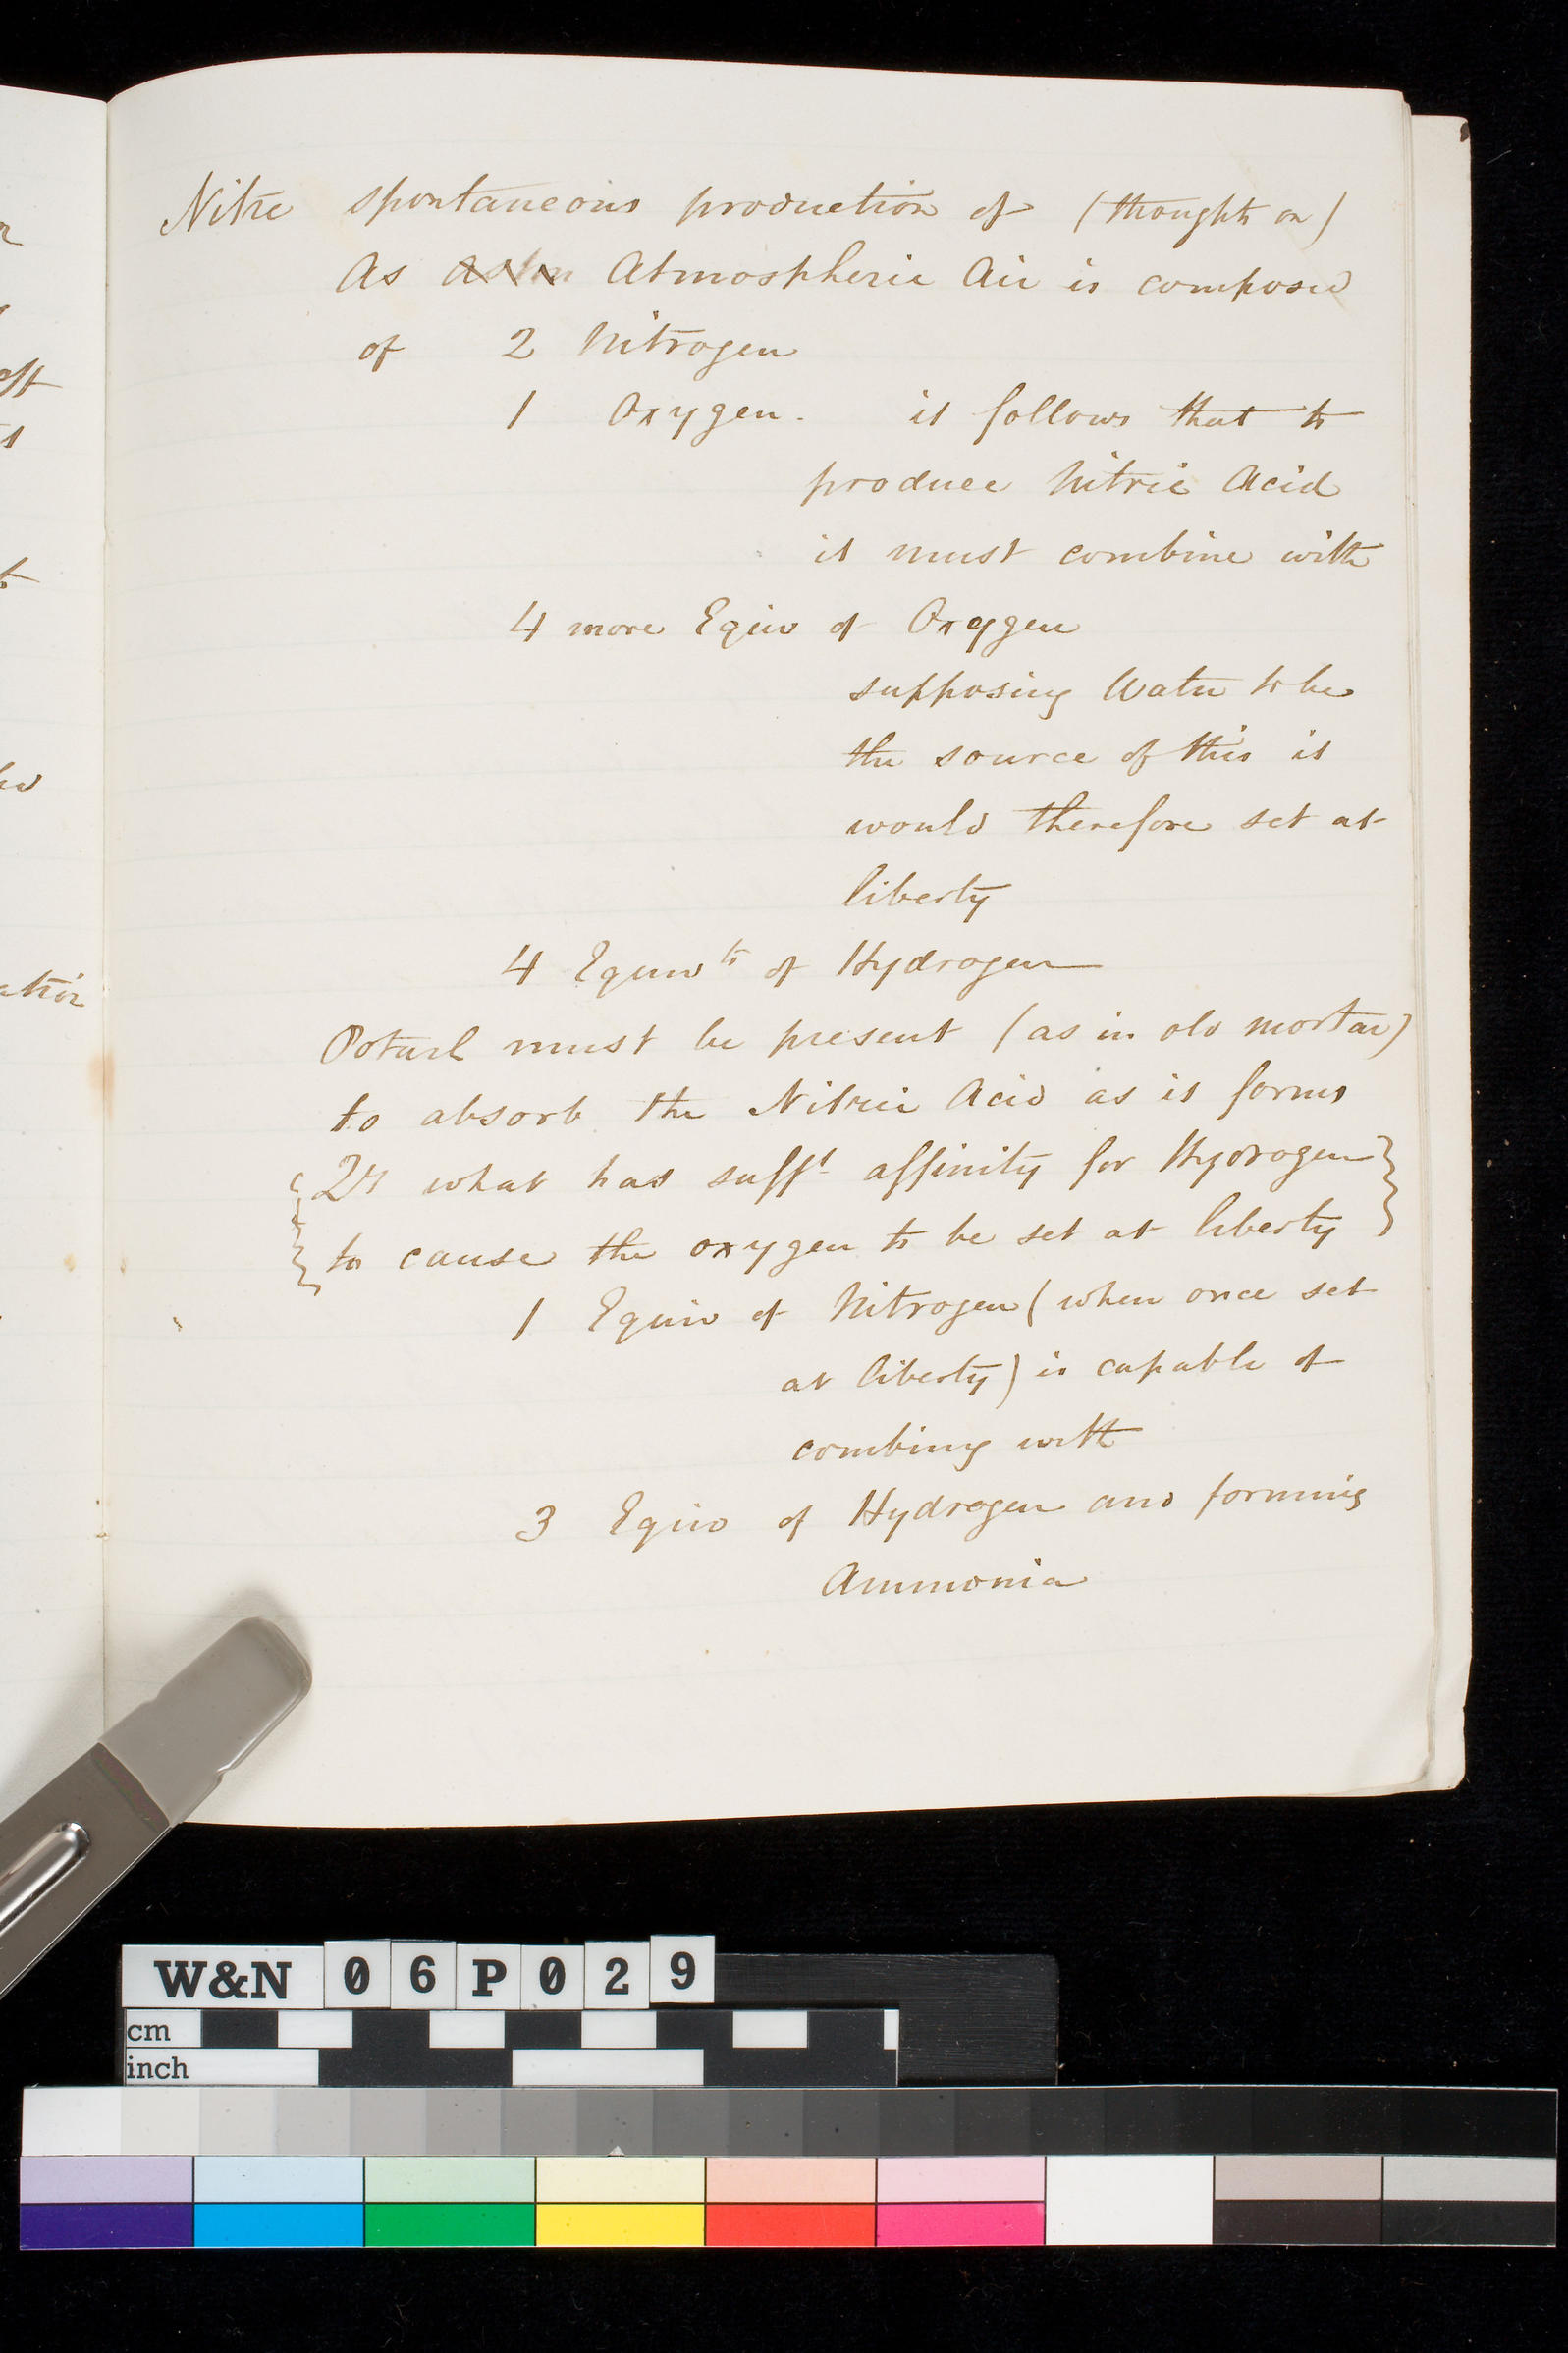 Nitre spontaneous production of (thoughts on)
As Atmospheric Air is composed
of 2 Nitrogen
1 Oxygen. it follows that to
produce Nitric Acid
it must combine with
4 more Equiv of Oxygen
supposing Water to be
the source of this it
would therefore set at
liberty
4 Equivts of Hydrogen
Potash must be present (as in old mortar)
to absorb the Nitric Acid as it forms
Qy what has sufft affinity for Hydrogen
to cause the oxygen to be set at liberty
1 Equiv of Nitrogen (when once set
at liberty) is capable of
combing with
3 Equiv of Hydrogen and forming
Ammonia
W&N 06P029
cm
inch